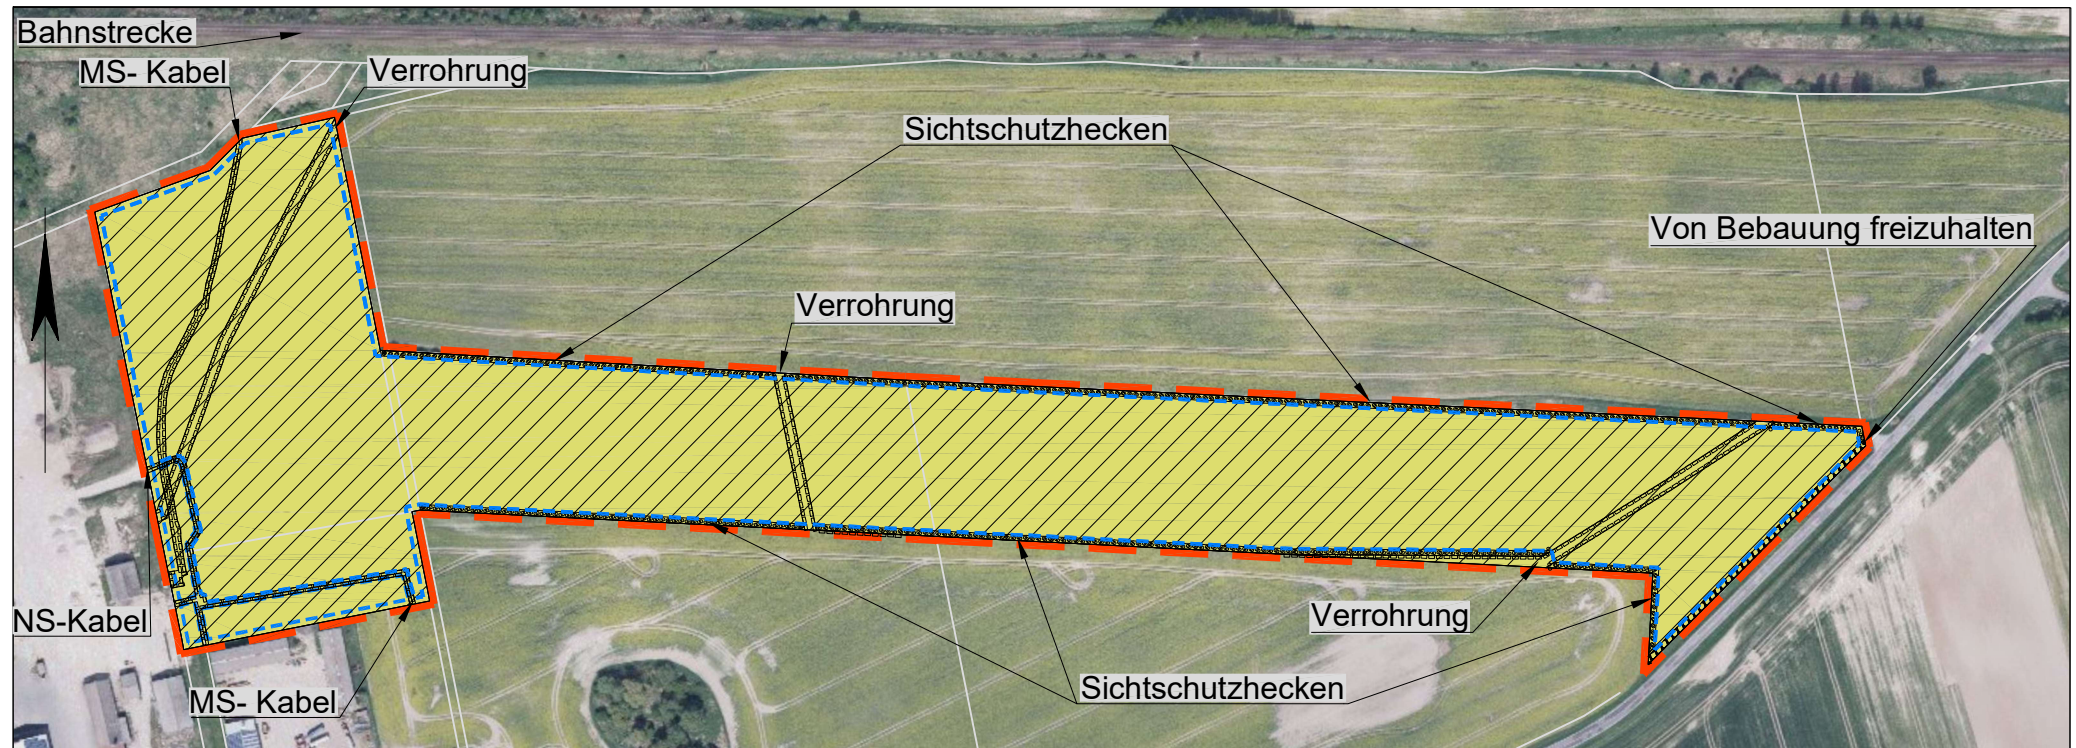 Bahnstrecke
MS- Kabel
Verrohrung
Sichtschutzhecken
Von Bebauung freizuhalten
Verrohrung
NS-Kabel
Verrohrung
MS- Kabel
Sichtschutzhecken